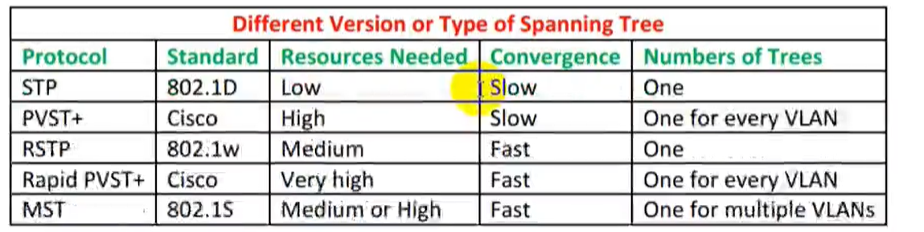 Different Version or Type of Spanning Tree
Protocol Standard Resources Needed Convergence Numbers of Trees
STP 802.1D Low Slow One
PVST+ Cisco High Slow One for every VLAN
RSTP 802.1w Medium Fast One
Rapid PVST+ Cisco Very high Fast One for every VLAN
MST 802.1S Medium or High Fast One for multiple VLANs